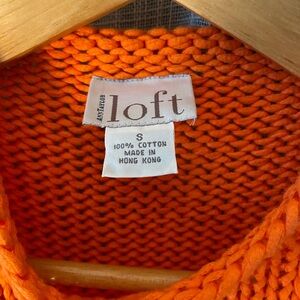 ANN TAYLOR
loft
S
100% COTTON
MADE IN
HONG KONG